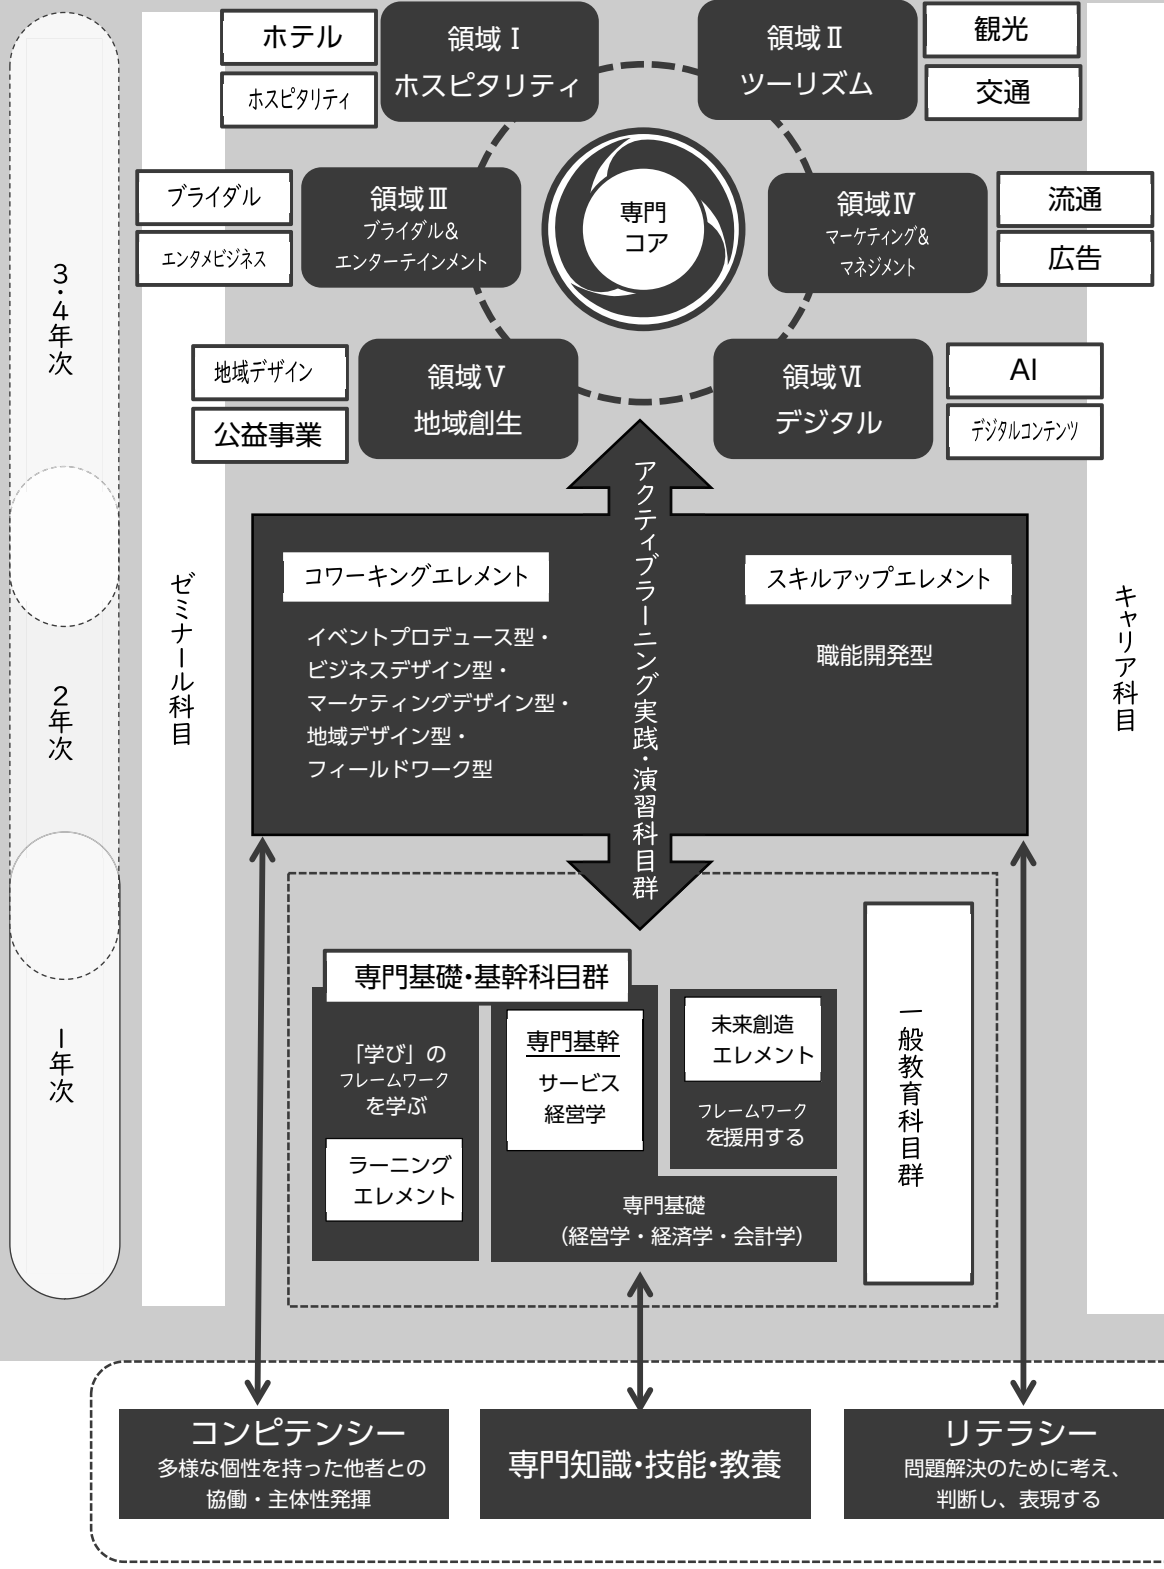 ホテル
ホスピタリティ
領域Ⅰ
ホスピタリティ
領域Ⅱ
ツーリズム
観光
交通
ブライダル
エンタメビジネス
領域Ⅲ
ブライダル&
エンターテインメント
専門
コア
領域Ⅳ
マーケティング&
マネジメント
流通
広告
地域デザイン
公益事業
領域Ⅴ
地域創生
領域Ⅵ
デジタル
AI
デジタルコンテンツ
3・4年次
2年次
1年次
ゼミナール科目
キャリア科目
アクティブラーニング実践・演習科目群
コワーキングエレメント
イベントプロデュース型・
ビジネスデザイン型・
マーケティングデザイン型・
地域デザイン型・
フィールドワーク型
スキルアップエレメント
職能開発型
専門基礎・基幹科目群
「学び」の
フレームワーク
を学ぶ
ラーニング
エレメント
専門基幹
サービス
経営学
未来創造
エレメント
フレームワーク
を援用する
専門基礎
（経営学・経済学・会計学）
一般教育科目群
コンピテンシー
多様な個性を持った他者との
協働・主体性発揮
専門知識・技能・教養
リテラシー
問題解決のために考え、
判断し、表現する